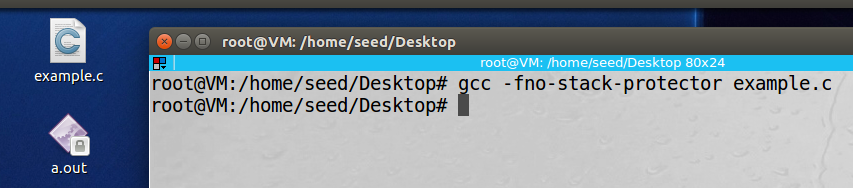 root@VM: /home/seed/Desktop
root@VM: /home/seed/Desktop 80x24
root@VM:/home/seed/Desktop# gcc -fno-stack-protector example.c
root@VM:/home/seed/Desktop#
example.c
a.out